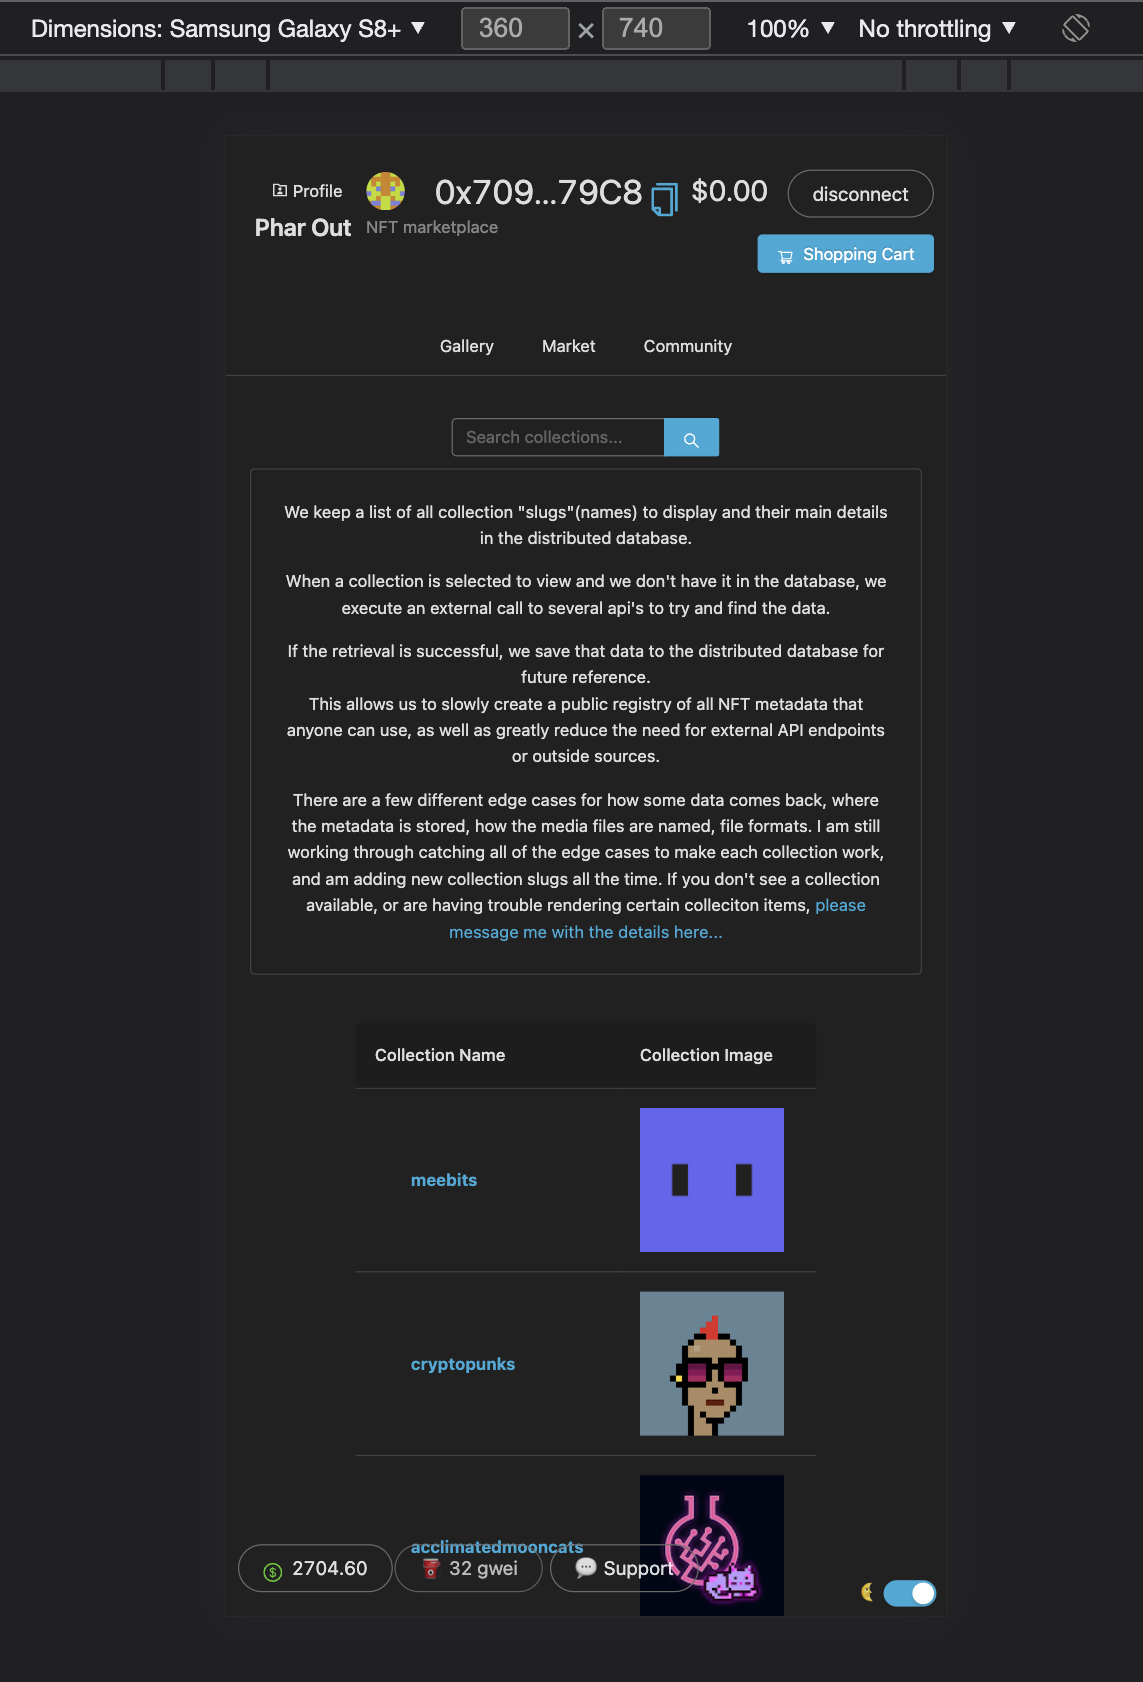 Dimensions: Samsung Galaxy S8+ ▼ 360 × 740 100% ▼ No throttling ▼
Profile 0x709...79C8 $0.00 disconnect
Phar Out NFT marketplace
Shopping Cart
Gallery Market Community
Search collections...
We keep a list of all collection "slugs"(names) to display and their main details
in the distributed database.
When a collection is selected to view and we don't have it in the database, we
execute an external call to several api's to try and find the data.
If the retrieval is successful, we save that data to the distributed database for
future reference.
This allows us to slowly create a public registry of all NFT metadata that
anyone can use, as well as greatly reduce the need for external API endpoints
or outside sources.
There are a few different edge cases for how some data comes back, where
the metadata is stored, how the media files are named, file formats. I am still
working through catching all of the edge cases to make each collection work,
and am adding new collection slugs all the time. If you don't see a collection
available, or are having trouble rendering certain colleciton items, please
message me with the details here...
Collection Name Collection Image
meebits
cryptopunks
acclimatedmooncats
2704.60 32 gwei Support